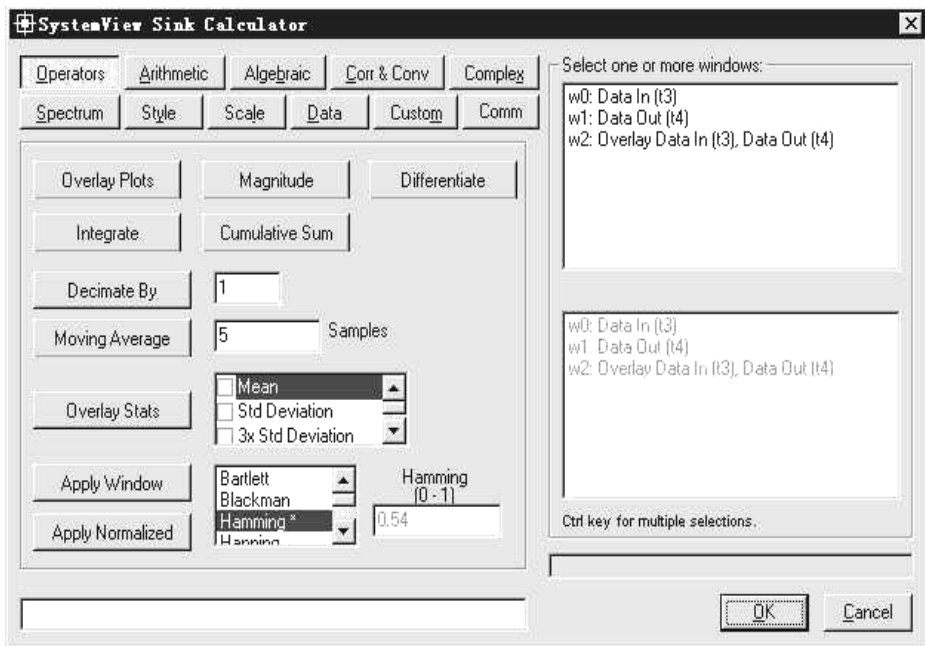 SystemView Sink Calculator
Operators Arithmetic Algebraic Corr & Conv Complex
Spectrum Style Scale Data Custom Comm
Overlay Plots Magnitude Differentiate
Integrate Cumulative Sum
Decimate By 1
Moving Average 5 Samples
Overlay Stats
Mean
Std Deviation
3x Std Deviation
Apply Window
Apply Normalized
Bartlett
Blackman
Hamming *
Hanning
Hamming
(0 - 1)
0.54
Select one or more windows:
w0: Data In (t3)
w1: Data Out (t4)
w2: Overlay Data In (t3), Data Out (t4)
w0: Data In (t3)
w1 Data Out (t4)
w2: Overlay Data In (t3), Data Out (t4)
Ctrl key for multiple selections.
OK Cancel